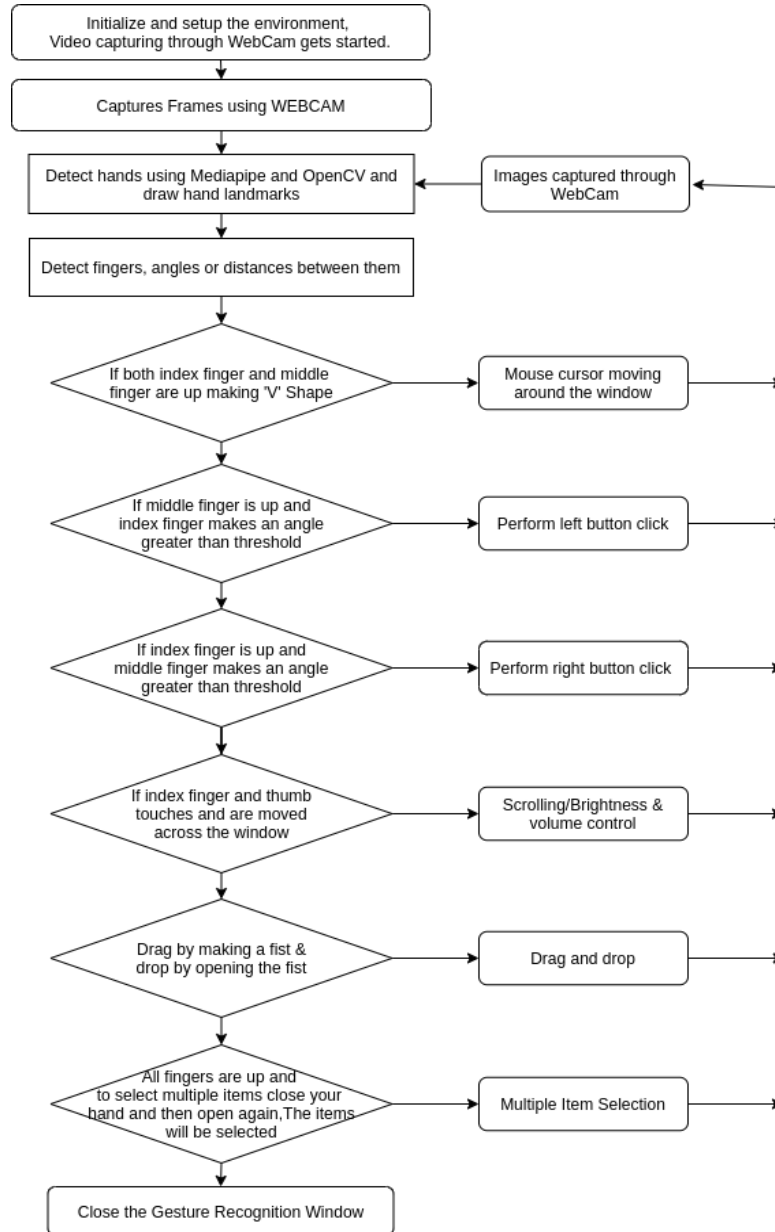 Initialize and setup the environment,
Video capturing through WebCam gets started.
Captures Frames using WEBCAM
Detect hands using Mediapipe and OpenCV and
draw hand landmarks
Images captured through
WebCam
Detect fingers, angles or distances between them
If both index finger and middle
finger are up making 'V' Shape
Mouse cursor moving
around the window
If middle finger is up and
index finger makes an angle
greater than threshold
Perform left button click
If index finger is up and
middle finger makes an angle
greater than threshold
Perform right button click
If index finger and thumb
touches and are moved
across the window
Scrolling/Brightness &
volume control
Drag by making a fist &
drop by opening the fist
Drag and drop
All fingers are up and
to select multiple items close your
hand and then open again,The items
will be selected
Multiple Item Selection
Close the Gesture Recognition Window